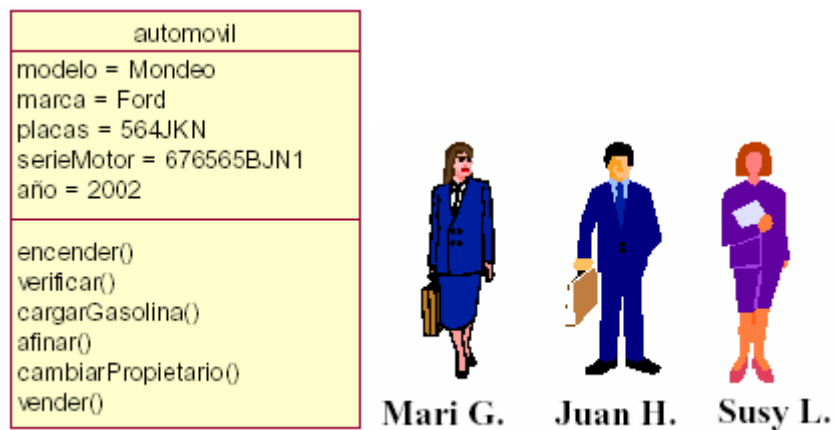 automovil
modelo = Mondeo
marca = Ford
placas = 564JKN
serieMotor = 676565BJN1
año = 2002
encender()
verificar()
cargarGasolina()
afinar()
cambiarPropietario()
vender()
Mari G. Juan H. Susy L.